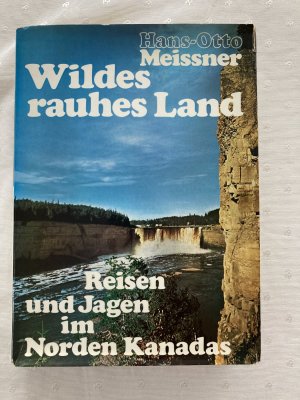 Hans-Otto
Meissner
Wildes
rauhes Land
Reisen
und Jagen
im
Norden Kanadas